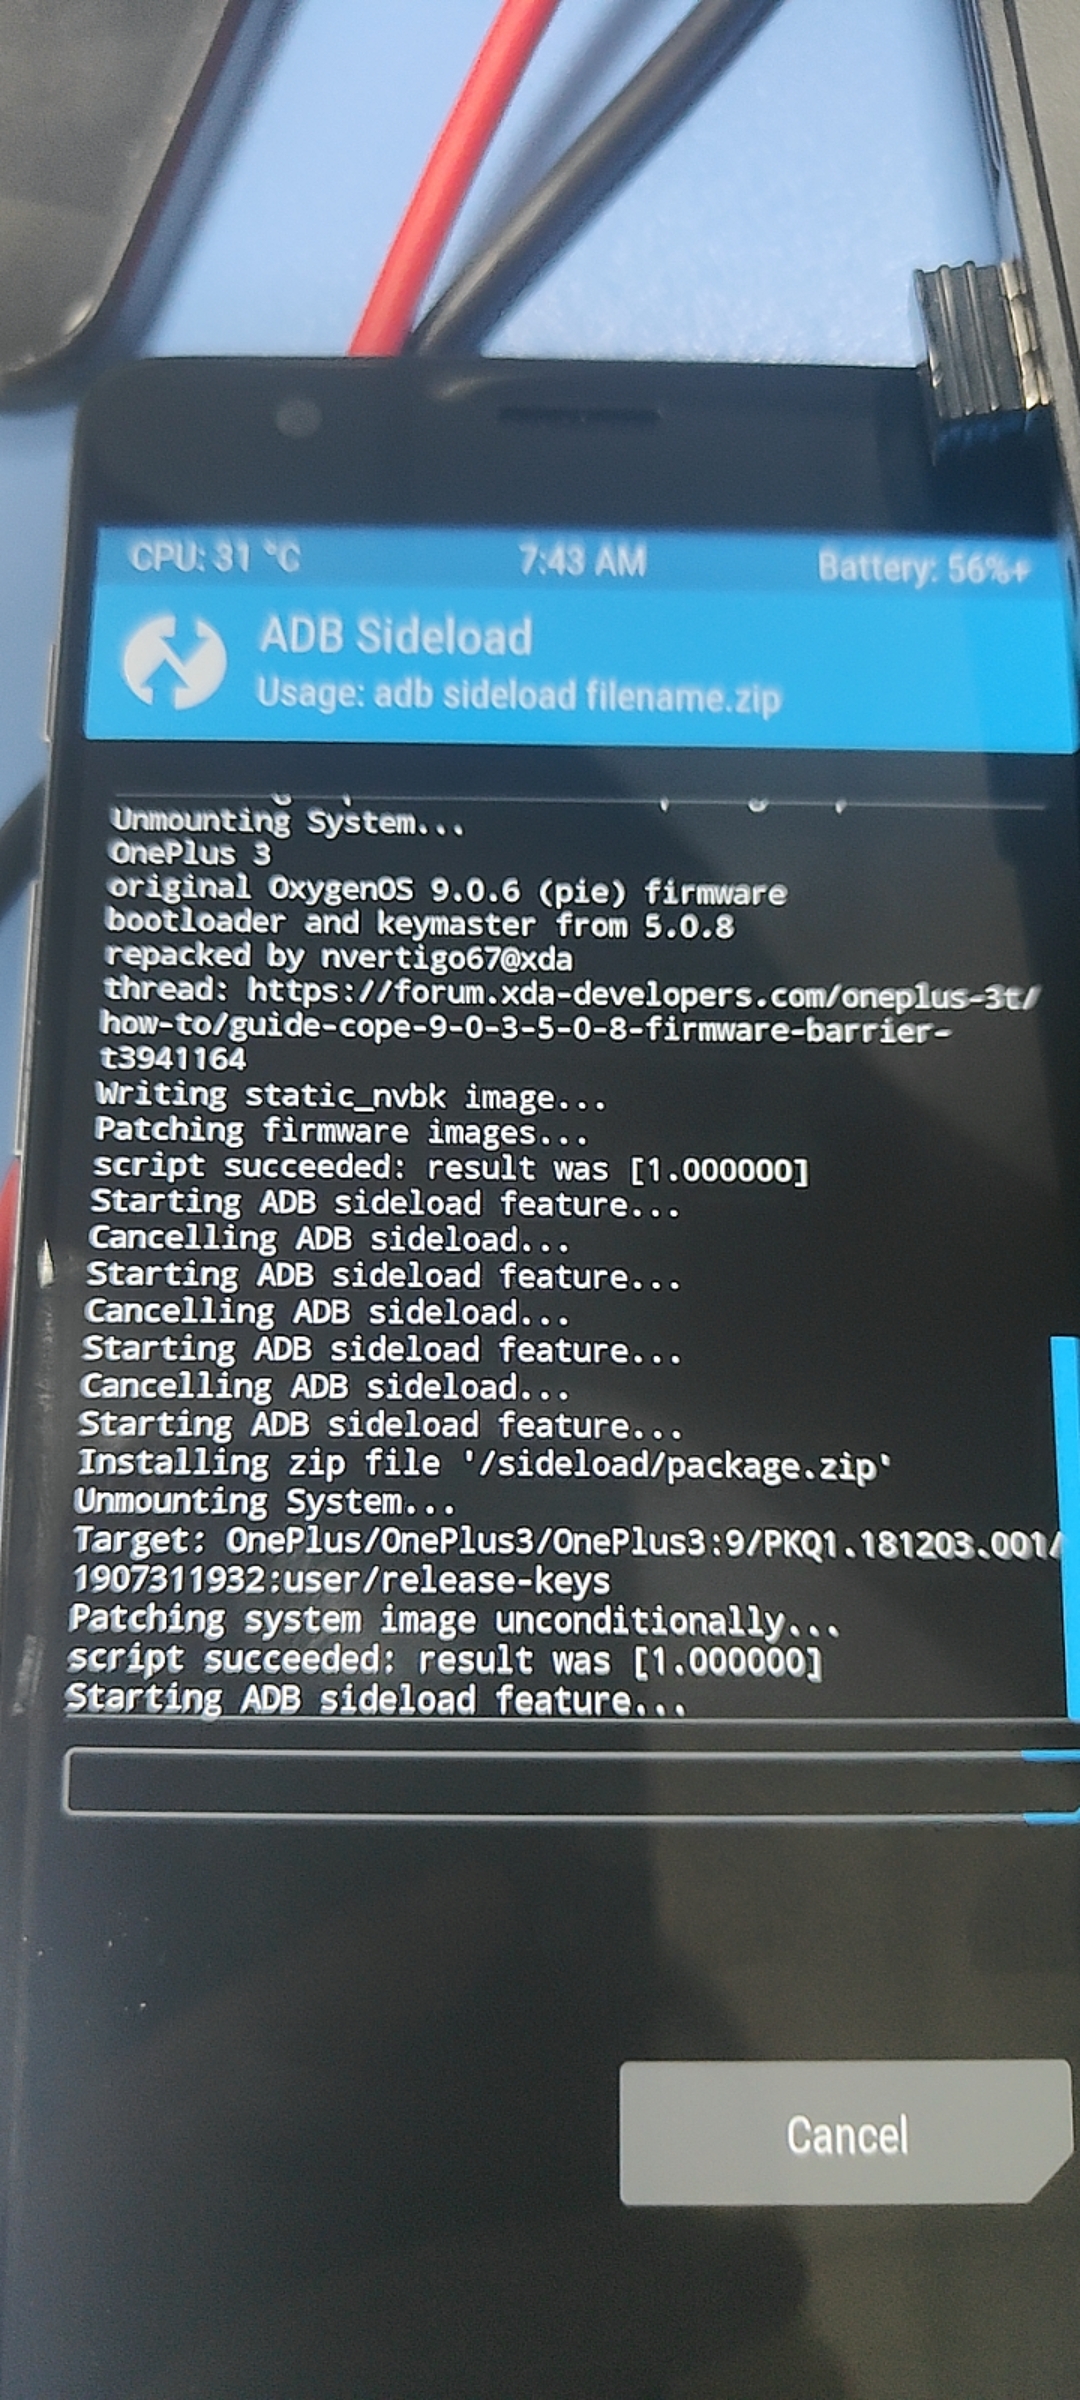 CPU: 31 °C
7:43 AM
Battery: 56%+
ADB Sideload
Usage: adb sideload filename.zip
Unmounting System...
OnePlus 3
original OxygenOS 9.0.6 (pie) firmware
bootloader and keymaster from 5.0.8
repacked by nvertigo67@xda
thread: https://forum.xda-developers.com/oneplus-3t/
how-to/guide-cope-9-0-3-5-0-8-firmware-barrier-
t3941164
Writing static_nvbk image...
Patching firmware images...
script succeeded: result was [1.000000]
Starting ADB sideload feature...
Cancelling ADB sideload...
Starting ADB sideload feature...
Cancelling ADB sideload...
Starting ADB sideload feature...
Cancelling ADB sideload...
Starting ADB sideload feature...
Installing zip file '/sideload/package.zip'
Unmounting System...
Target: OnePlus/OnePlus3/OnePlus3:9/PKQ1.181203.001/
1907311932:user/release-keys
Patching system image unconditionally...
script succeeded: result was [1.000000]
Starting ADB sideload feature...
Cancel